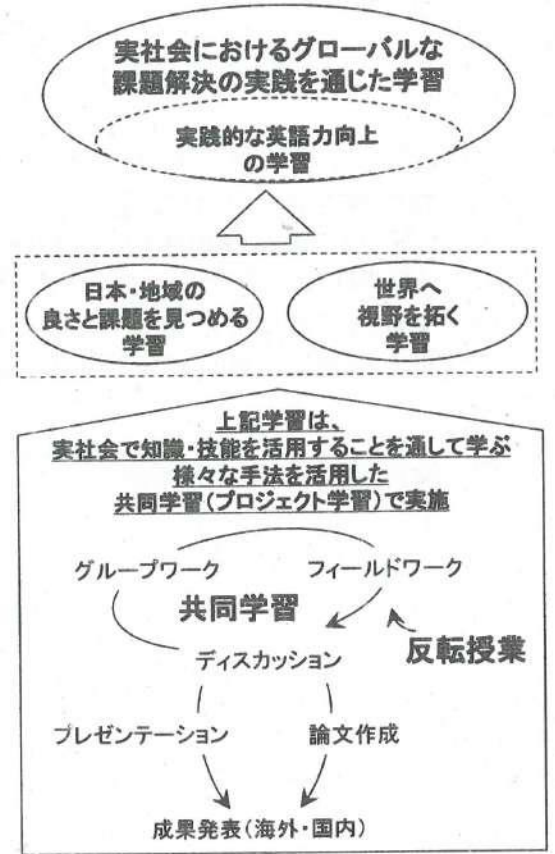 実社会におけるグローバルな
課題解決の実践を通じた学習
実践的な英語力向上
の学習
日本・地域の
良さと課題を見つめる
学習
世界へ
視野を拓く
学習
上記学習は、
実社会で知識・技能を活用することを通して学ぶ
様々な手法を活用した
共同学習(プロジェクト学習)で実施
グループワーク
フィールドワーク
共同学習
反転授業
ディスカッション
プレゼンテーション
論文作成
成果発表(海外・国内)